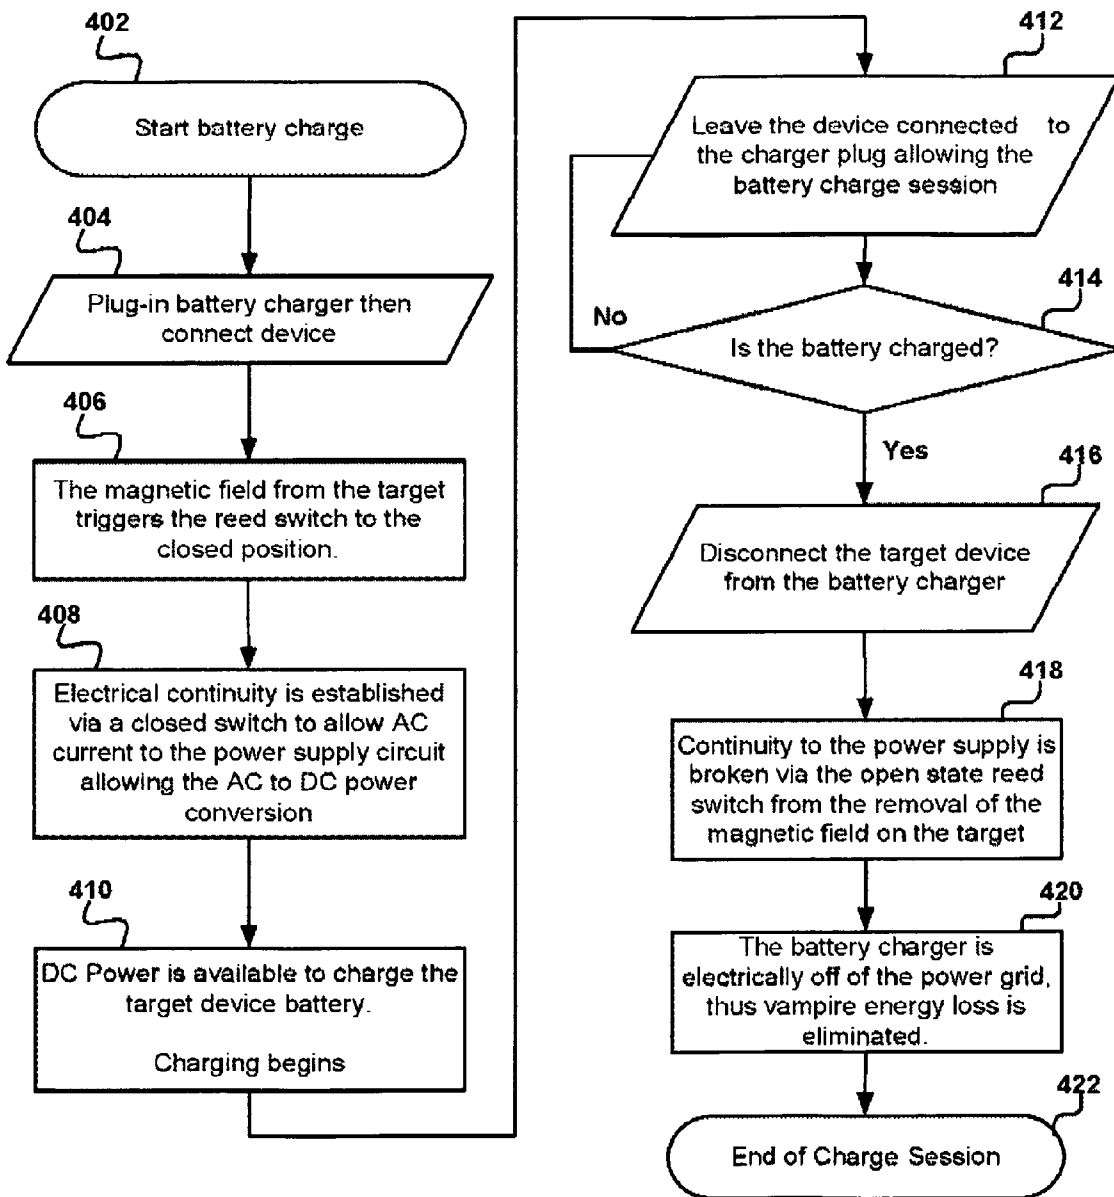 402
Start battery charge
404
Plug-in battery charger then
connect device
406
The magnetic field from the target
triggers the reed switch to the
closed position.
408
Electrical continuity is established
via a closed switch to allow AC
current to the power supply circuit
allowing the AC to DC power
conversion
410
DC Power is available to charge the
target device battery.
Charging begins
412
Leave the device connected to
the charger plug allowing the
battery charge session
414
No
Is the battery charged?
Yes
416
Disconnect the target device
from the battery charger
418
Continuity to the power supply is
broken via the open state reed
switch from the removal of the
magnetic field on the target
420
The battery charger is
electrically off of the power grid,
thus vampire energy loss is
eliminated.
422
End of Charge Session